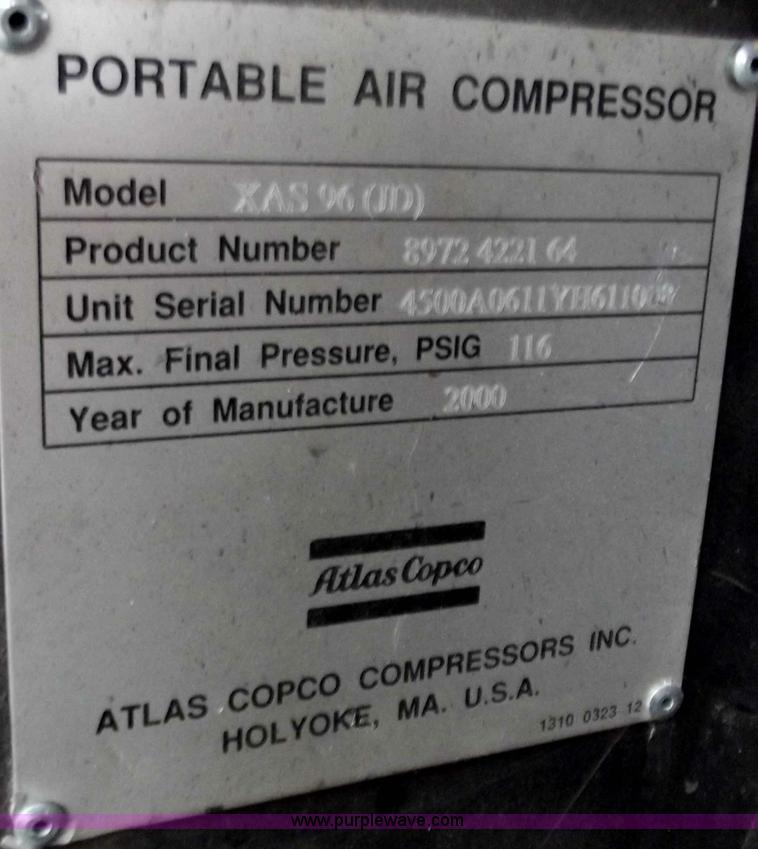 PORTABLE AIR COMPRESSOR
Model XAS 96 (JD)
Product Number 8972 4221 64
Unit Serial Number
Max. Final Pressure, PSIG 116
Year of Manufacture 2000
Atlas Copco
ATLAS COPCO COMPRESSORS INC.
HOLYOKE, MA. U.S.A.
1310 0323 12
www.purplewave.com